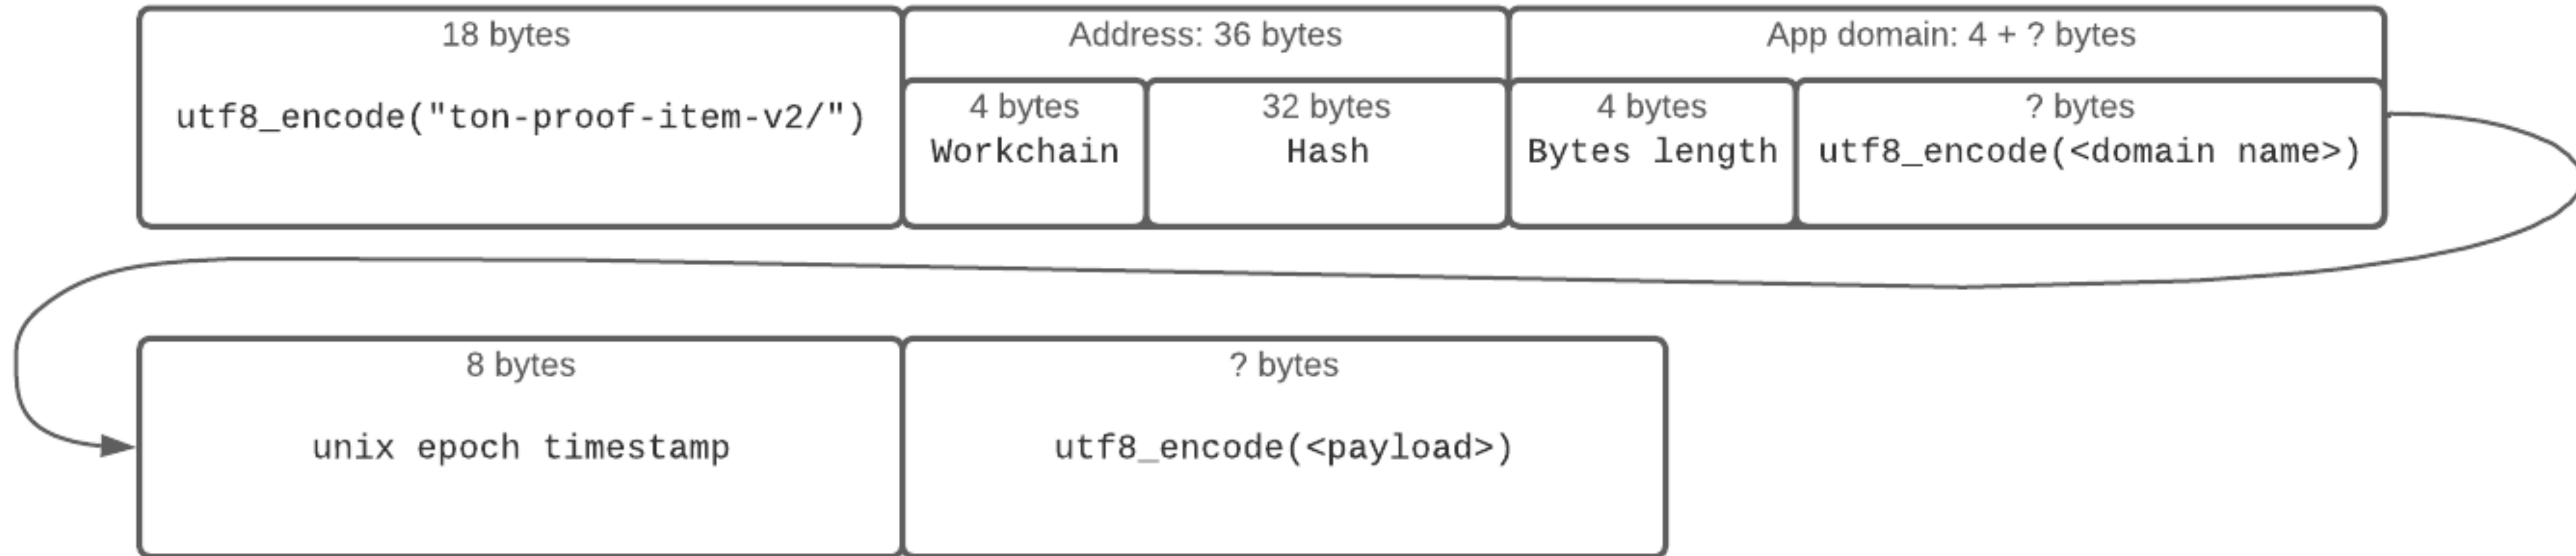 18 bytes
utf8_encode("ton-proof-item-v2/")
Address: 36 bytes
4 bytes
Workchain
32 bytes
Hash
App domain: 4 + ? bytes
4 bytes
Bytes length
? bytes
utf8_encode(<domain name>)
8 bytes
unix epoch timestamp
? bytes
utf8_encode(<payload>)